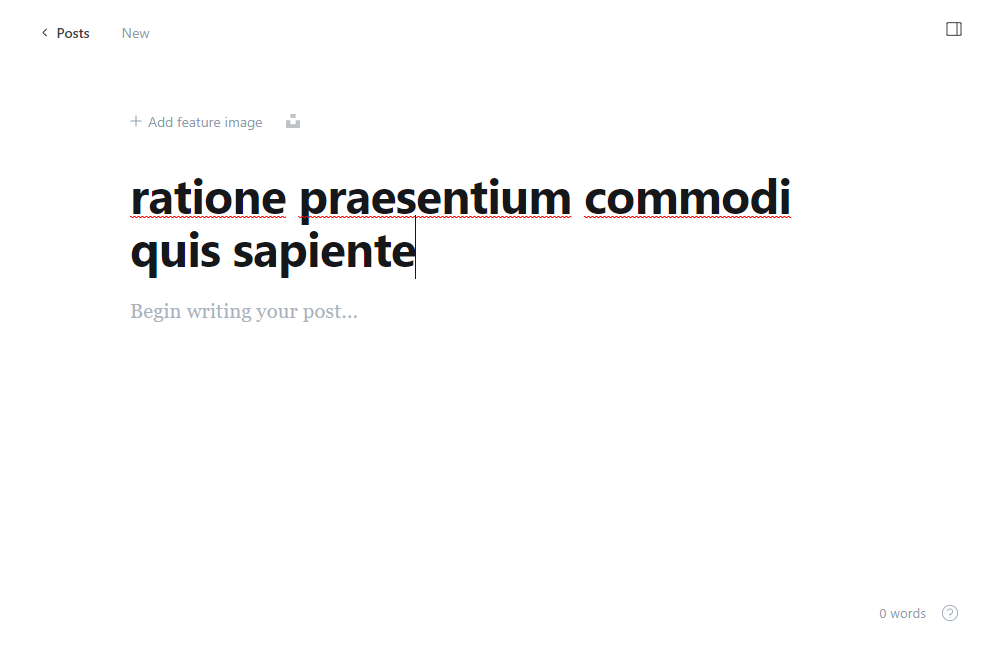 Posts
New
Add feature image
ratione praesentium commodi
quis sapiente
Begin writing your post...
0 words